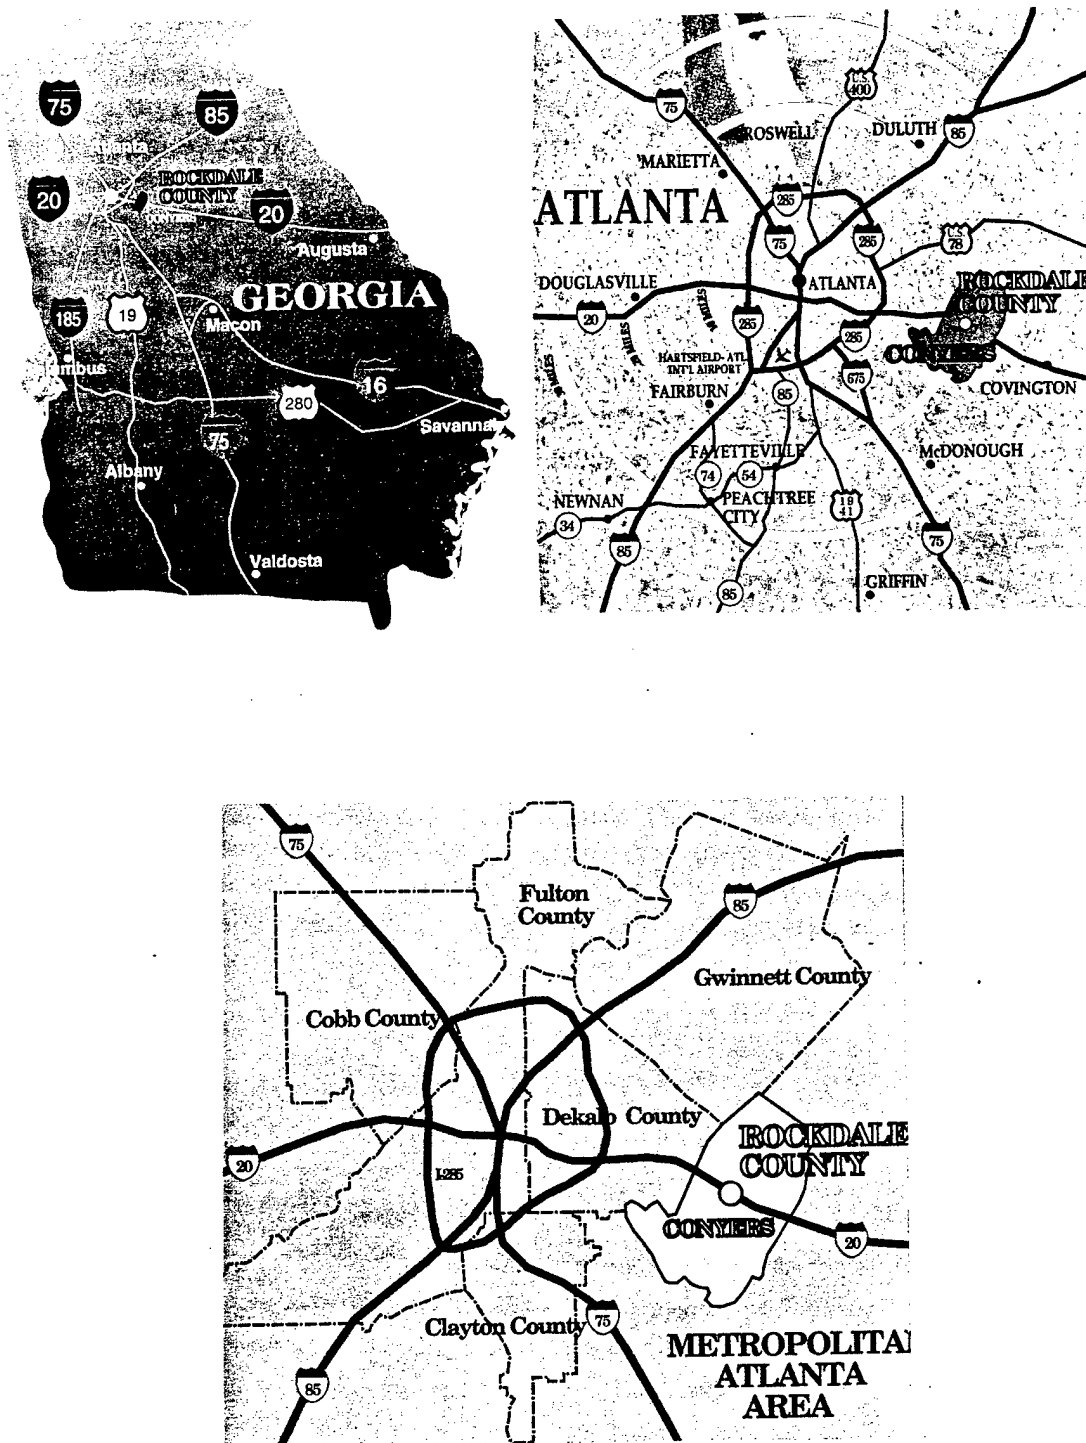 75
85
ROCKDALE
COUNTY
20
20
Augusta
GEORGIA
185
19
Macon
16
280
75
Albany
Valdosta
U.S.
400
75
ROSWELL
DULUTH
85
MARIETTA
ATLANTA
285
75
285
U.S.
78
DOUGLASVILLE
ATLANTA
ROCKDALE
COUNTY
20
285
285
CONYERS
HARTSFIELD-ATL
INT'L AIRPORT
675
COVINGTON
FAIRBURN
85
FAYETTEVILLE
McDONOUGH
74
54
NEWNAN
PEACHTREE
CITY
19
41
34
85
75
GRIFFIN
85
75
Fulton
County
85
Gwinnett County
Cobb County
Dekalb County
ROCKDALE
COUNTY
20
I-285
CONYERS
20
Clayton County
75
METROPOLITA
ATLANTA
AREA
85